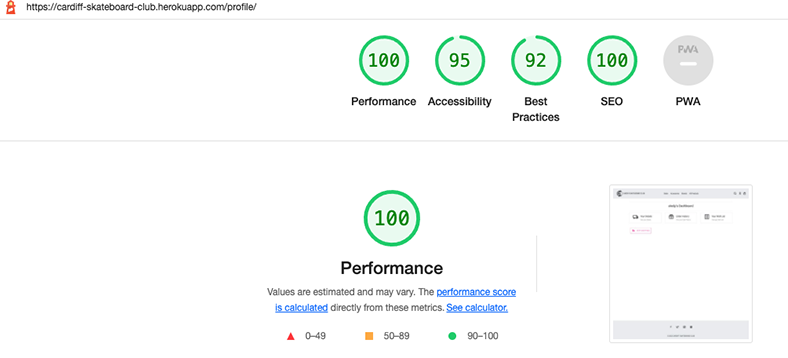 https://cardiff-skateboard-club.herokuapp.com/profile/
100
95
92
100
PWA
Performance
Accessibility
Best
Practices
SEO
PWA
100
Performance
Values are estimated and may vary. The performance score
is calculated directly from these metrics. See calculator.
0–49
50–89
90–100